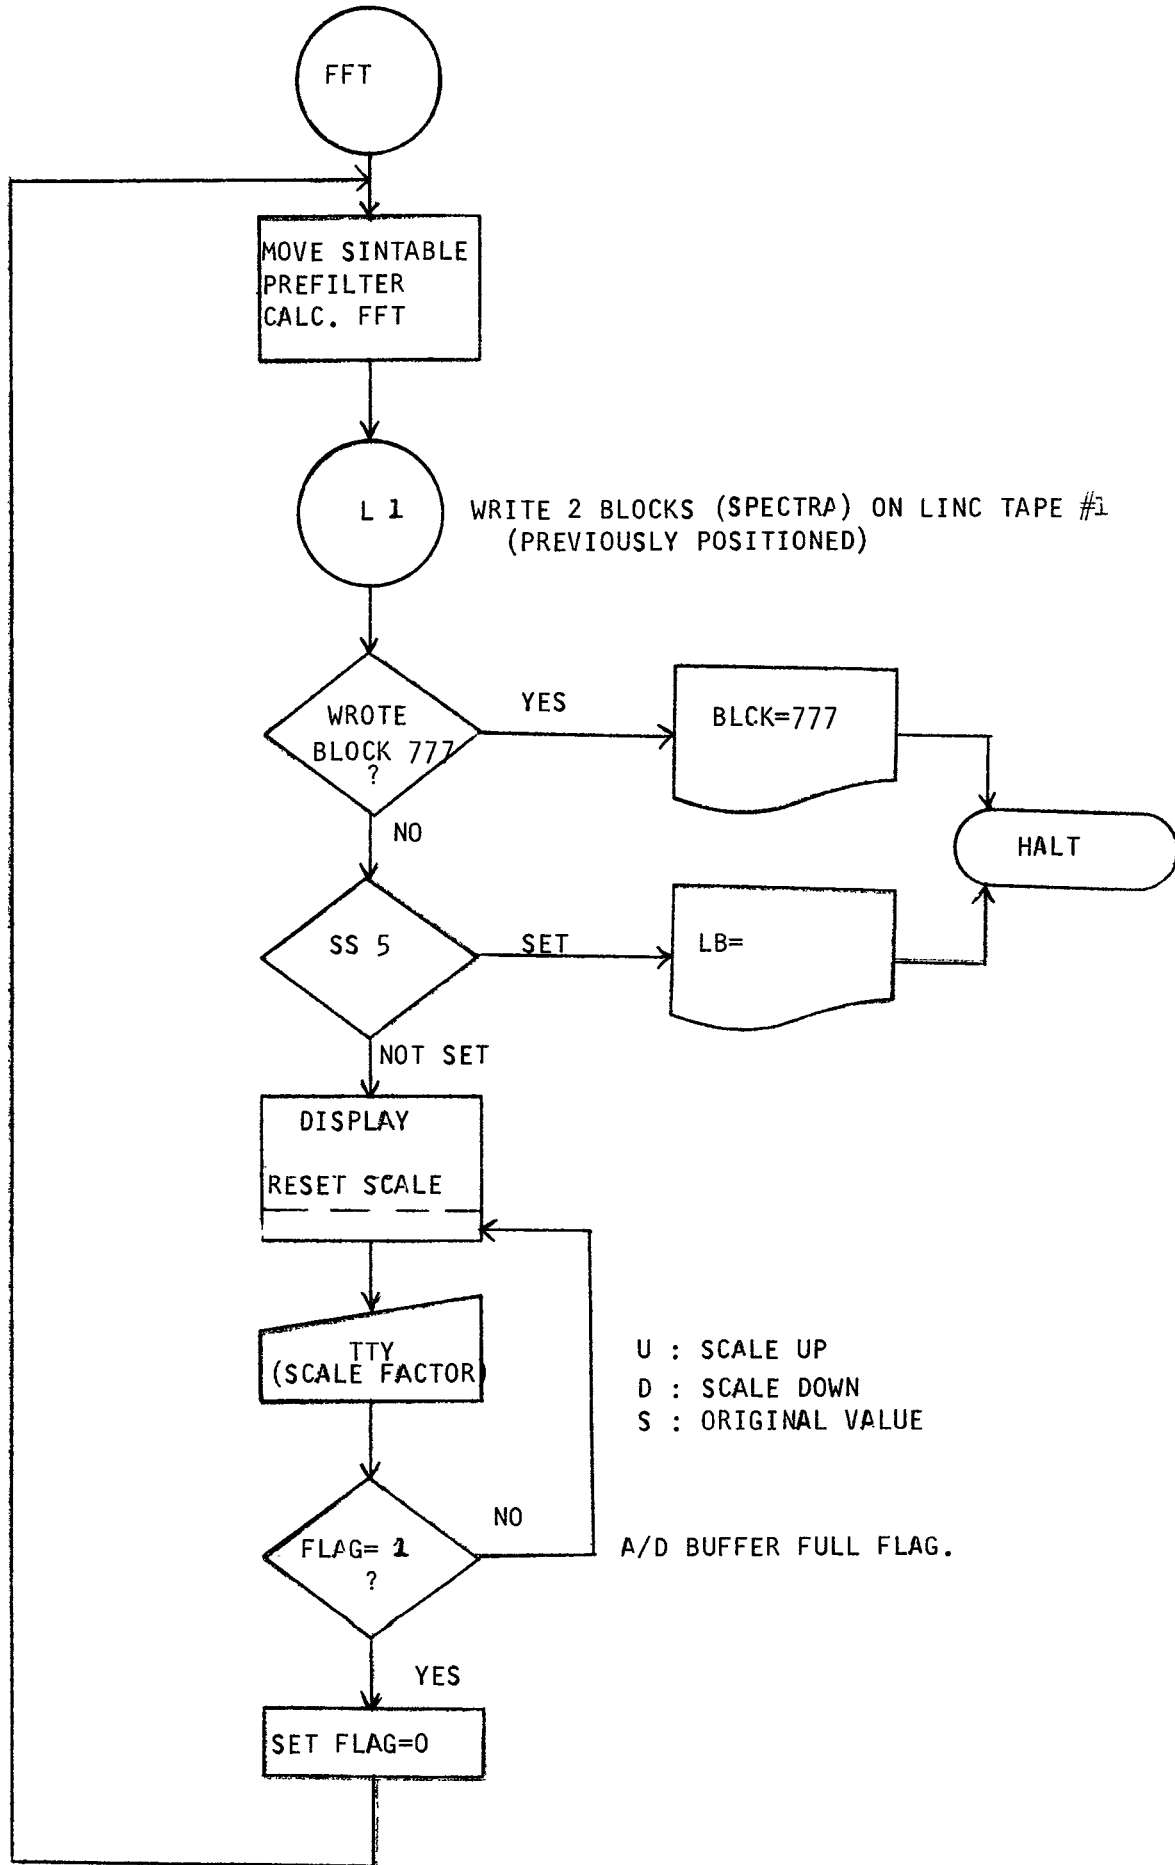 FFT
MOVE SINTABLE
PREFILTER
CALC. FFT
L 1
WRITE 2 BLOCKS (SPECTRA) ON LINC TAPE #1
(PREVIOUSLY POSITIONED)
WROTE
BLOCK 777
?
YES
BLCK=777
NO
HALT
SS 5
SET
LB=
NOT SET
DISPLAY
RESET SCALE
TTY
(SCALE FACTOR)
U : SCALE UP
D : SCALE DOWN
S : ORIGINAL VALUE
FLAG= 1
?
NO
A/D BUFFER FULL FLAG.
YES
SET FLAG=0